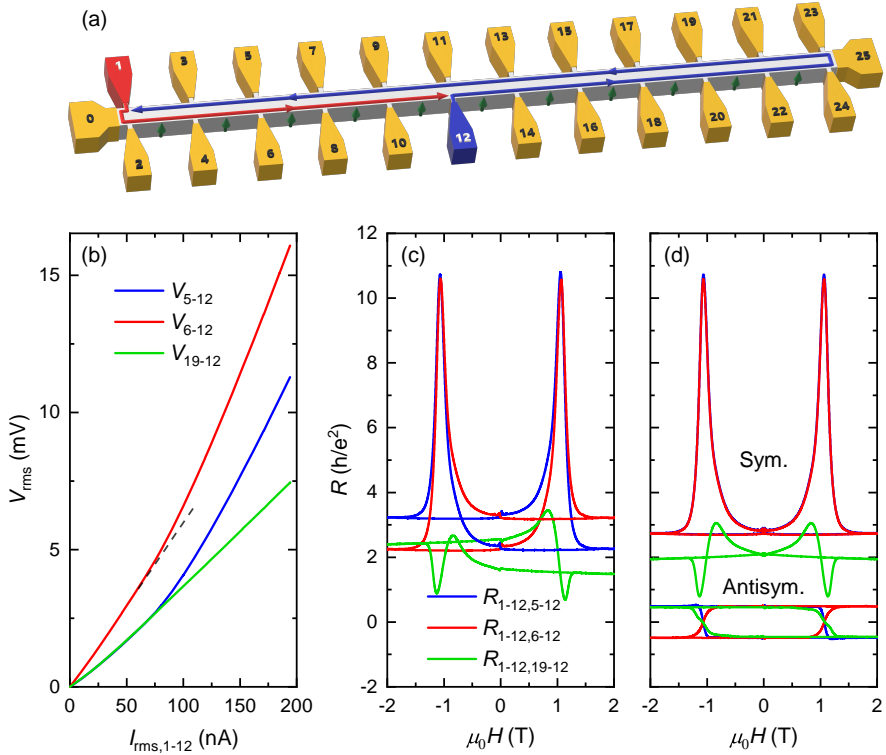 (a)
1 3 5 7 9 11 13 15 17 19 21 23
0 25
2 4 6 8 10 12 14 16 18 20 22 24
(b)
V5-12
V6-12
V19-12
Vrms (mV)
15
10
5
0
0 50 100 150 200
Irms,1-12 (nA)
(c)
R (h/e²)
12
10
8
6
4
2
0
-2
R1-12,5-12
R1-12,6-12
R1-12,19-12
-2 -1 0 1 2
μ0H (T)
(d)
Sym.
Antisym.
-2 -1 0 1 2
μ0H (T)